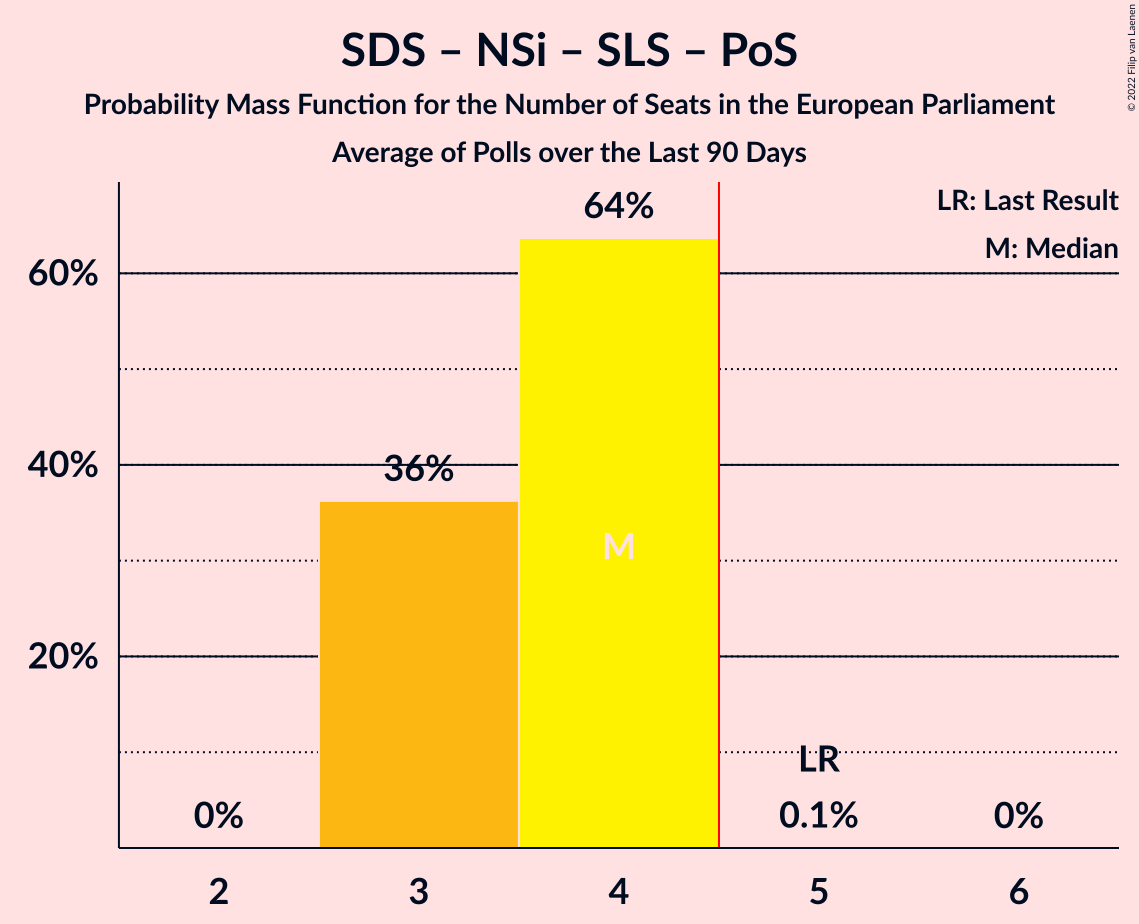 SDS – NSi – SLS – PoS
Probability Mass Function for the Number of Seats in the European Parliament
Average of Polls over the Last 90 Days
© 2022 Filip van Laenen
LR: Last Result
M: Median
64%
60%
40%
36%
M
20%
LR
0%
0.1%
0%
2 3 4 5 6